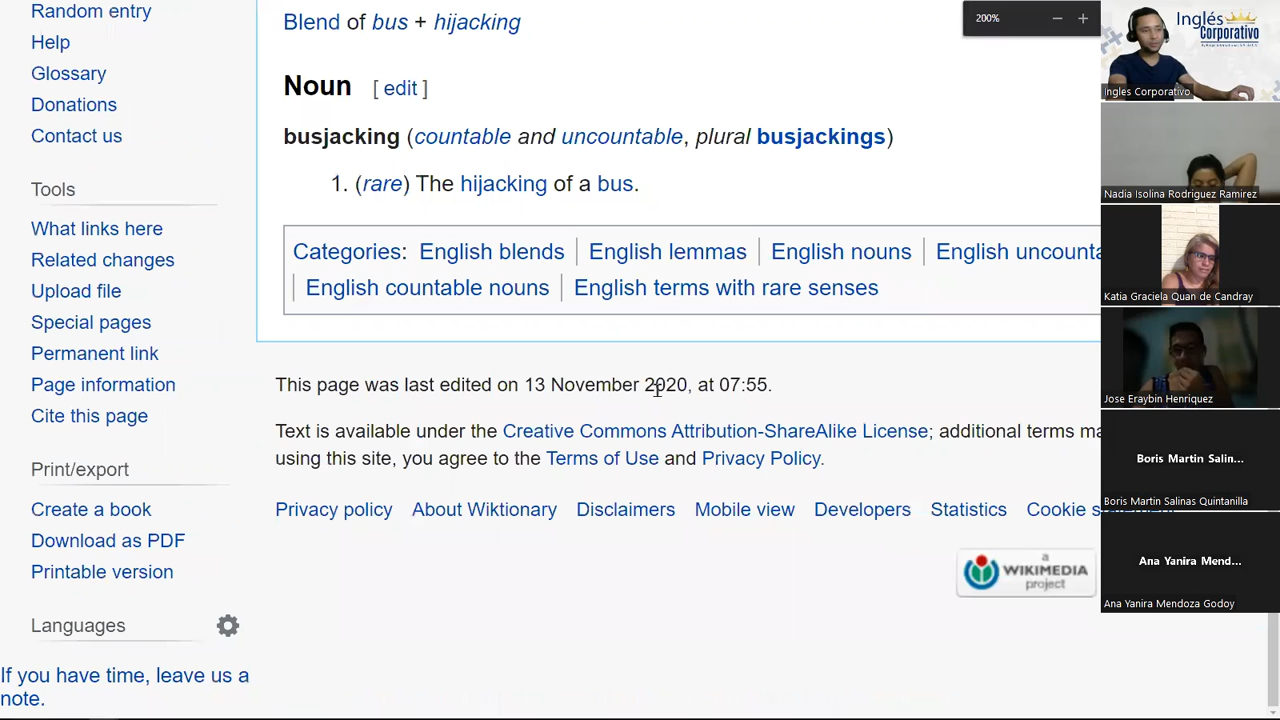 Random entry
Help
Glossary
Donations
Contact us
Tools
What links here
Related changes
Upload file
Special pages
Permanent link
Page information
Cite this page
Print/export
Create a book
Download as PDF
Printable version
Languages
If you have time, leave us a
note.
Blend of bus + hijacking
Noun [ edit ]
busjacking (countable and uncountable, plural busjackings)
1. (rare) The hijacking of a bus.
Categories: English blends | English lemmas | English nouns | English uncounta
| English countable nouns | English terms with rare senses
This page was last edited on 13 November 2020, at 07:55.
Text is available under the Creative Commons Attribution-ShareAlike License; additional terms ma
using this site, you agree to the Terms of Use and Privacy Policy.
Privacy policy About Wiktionary Disclaimers Mobile view Developers Statistics Cookie statement
a
WIKIMEDIA
project
200% − +
Inglés
Corporativo
Ingles Corporativo
Nadia Isolina Rodriguez Ramirez
Katia Graciela Quan de Candray
Jose Eraybin Henriquez
Boris Martin Salin...
Boris Martin Salinas Quintanilla
Ana Yanira Mend...
Ana Yanira Mendoza Godoy